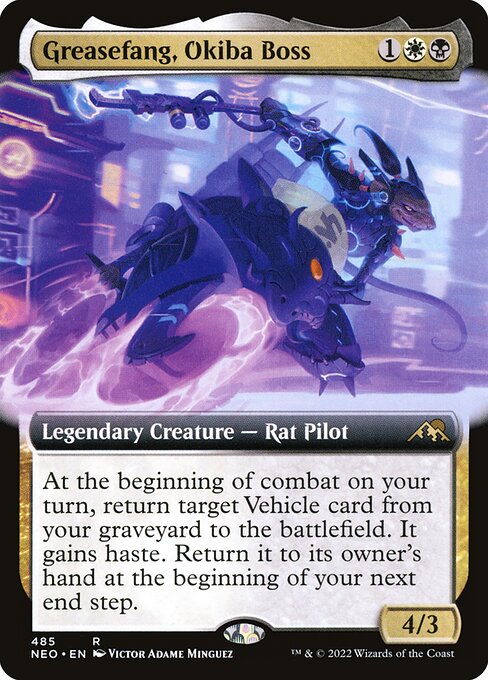 Greasefang, Okiba Boss 1
Legendary Creature — Rat Pilot
At the beginning of combat on your
turn, return target Vehicle card from
your graveyard to the battlefield. It
gains haste. Return it to its owner's
hand at the beginning of your next
end step.
4/3
485 R
NEO • EN Victor Adame Minguez ™ & © 2022 Wizards of the Coast